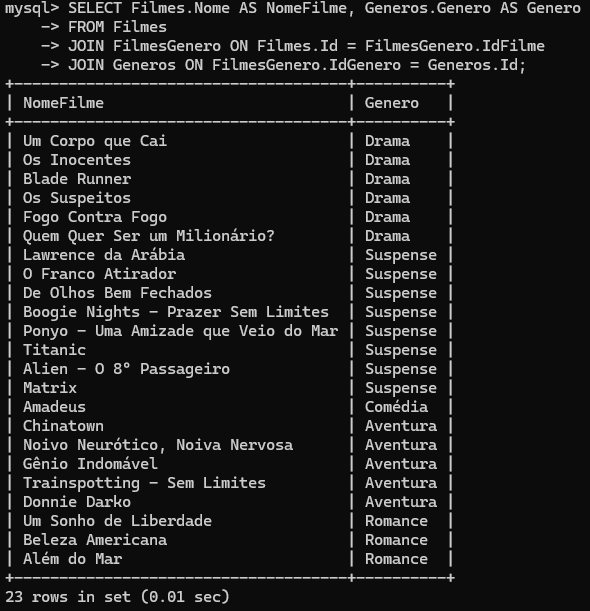 mysql> SELECT Filmes.Nome AS NomeFilme, Generos.Genero AS Genero
    -> FROM Filmes
    -> JOIN FilmesGenero ON Filmes.Id = FilmesGenero.IdFilme
    -> JOIN Generos ON FilmesGenero.IdGenero = Generos.Id;
+-------------------------------------+----------+
| NomeFilme                           | Genero   |
+-------------------------------------+----------+
| Um Corpo que Cai                    | Drama    |
| Os Inocentes                        | Drama    |
| Blade Runner                        | Drama    |
| Os Suspeitos                        | Drama    |
| Fogo Contra Fogo                    | Drama    |
| Quem Quer Ser um Milionário?        | Drama    |
| Lawrence da Arábia                  | Suspense |
| O Franco Atirador                   | Suspense |
| De Olhos Bem Fechados               | Suspense |
| Boogie Nights - Prazer Sem Limites  | Suspense |
| Ponyo - Uma Amizade que Veio do Mar | Suspense |
| Titanic                             | Suspense |
| Alien - O 8° Passageiro             | Suspense |
| Matrix                              | Suspense |
| Amadeus                             | Comédia  |
| Chinatown                           | Aventura |
| Noivo Neurótico, Noiva Nervosa      | Aventura |
| Gênio Indomável                     | Aventura |
| Trainspotting - Sem Limites         | Aventura |
| Donnie Darko                        | Aventura |
| Um Sonho de Liberdade               | Romance  |
| Beleza Americana                    | Romance  |
| Além do Mar                         | Romance  |
+-------------------------------------+----------+
23 rows in set (0.01 sec)